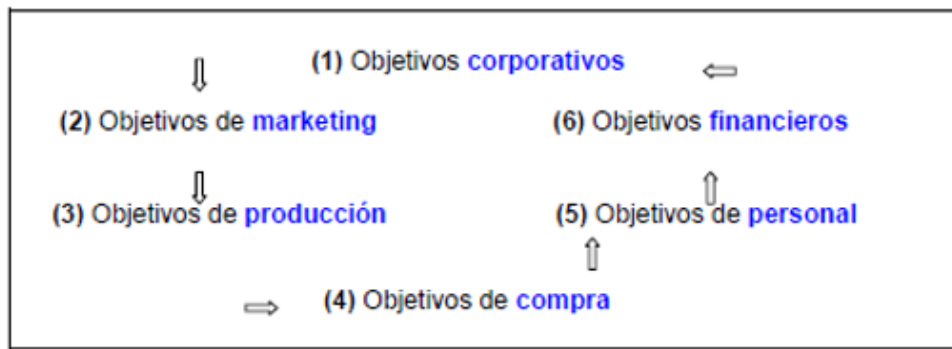 (1) Objetivos corporativos
(2) Objetivos de marketing
(6) Objetivos financieros
(3) Objetivos de producción
(5) Objetivos de personal
(4) Objetivos de compra